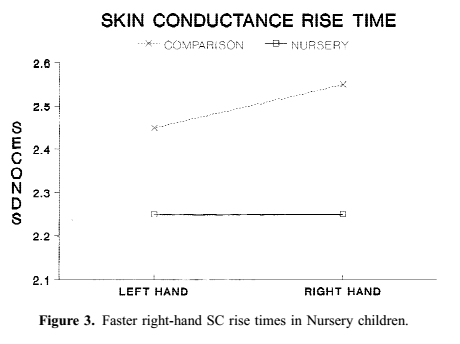 SKIN CONDUCTANCE RISE TIME
COMPARISON NURSERY
2.6
2.5
2.4
2.3
2.2
2.1
SECONDS
LEFT HAND RIGHT HAND
Figure 3. Faster right-hand SC rise times in Nursery children.